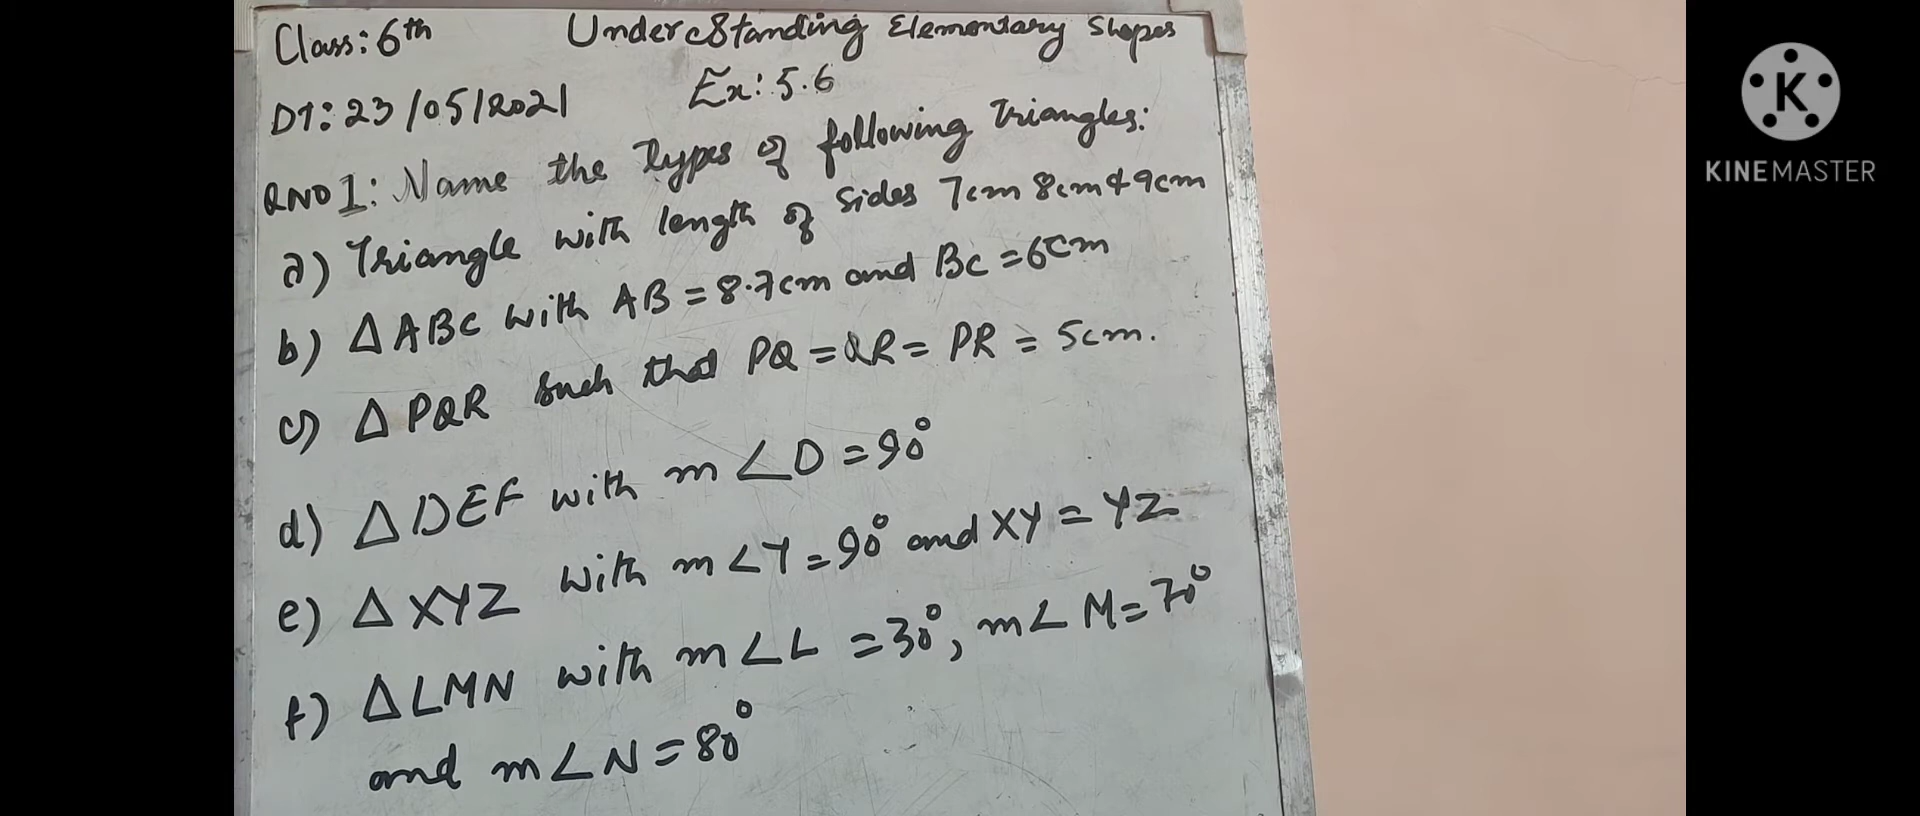 Class: 6th Understanding Elementary Shapes
DT: 23/05/2021 Ex: 5.6
QNO 1: Name the Types of following Triangles:
a) Triangle with length of sides 7cm 8cm & 9cm
b) △ ABC with AB = 8.7cm and BC = 6cm
c) △ PQR such that PQ = QR = PR = 5cm.
d) △ DEF with m ∠D = 90°
e) △ XYZ with m ∠Y = 90° and XY = YZ
f) △ LMN with m ∠L = 30°, m∠ M = 70°
and m ∠N = 80°
K
KINEMASTER